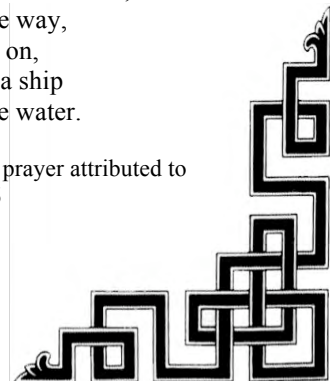 e way,
on,
a ship
e water.
prayer attributed to